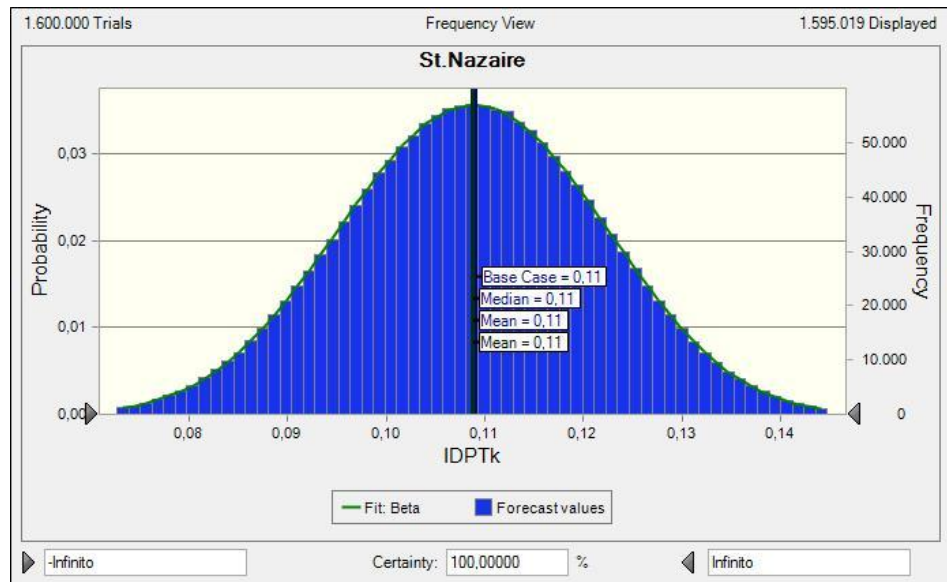 1.600.000 Trials Frequency View 1.595.019 Displayed
St.Nazaire
Probability
Frequency
0,03
0,02
0,01
0,00
50.000
40.000
30.000
20.000
10.000
0
Base Case = 0,11
Median = 0,11
Mean = 0,11
Mean = 0,11
0,08 0,09 0,10 0,11 0,12 0,13 0,14
IDPTk
Fit: Beta Forecast values
-Infinito Certainty: 100,00000 % Infinito